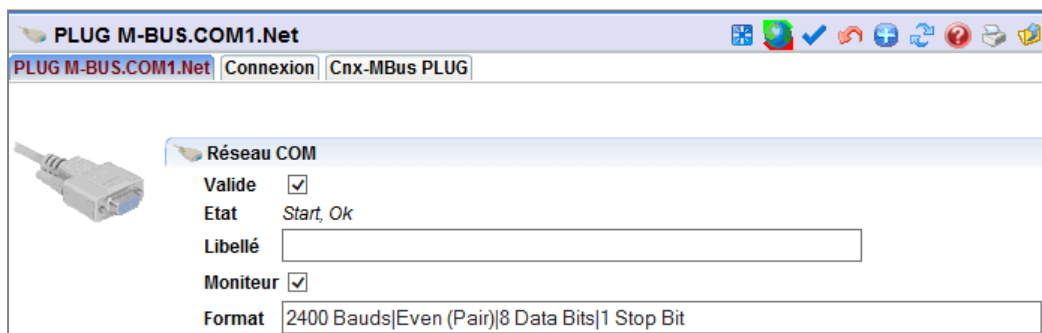 PLUG M-BUS.COM1.Net
PLUG M-BUS.COM1.Net Connexion Cnx-MBus PLUG
Réseau COM
Valide
Etat Start, Ok
Libellé
Moniteur
Format 2400 Bauds|Even (Pair)|8 Data Bits|1 Stop Bit